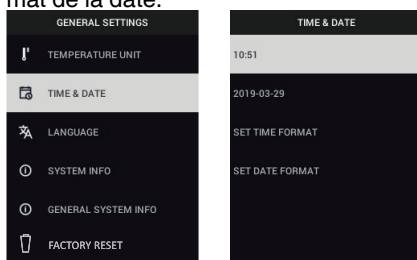 mat de la date.
GENERAL SETTINGS
TEMPERATURE UNIT
TIME & DATE
LANGUAGE
SYSTEM INFO
GENERAL SYSTEM INFO
FACTORY RESET
TIME & DATE
10:51
2019-03-29
SET TIME FORMAT
SET DATE FORMAT